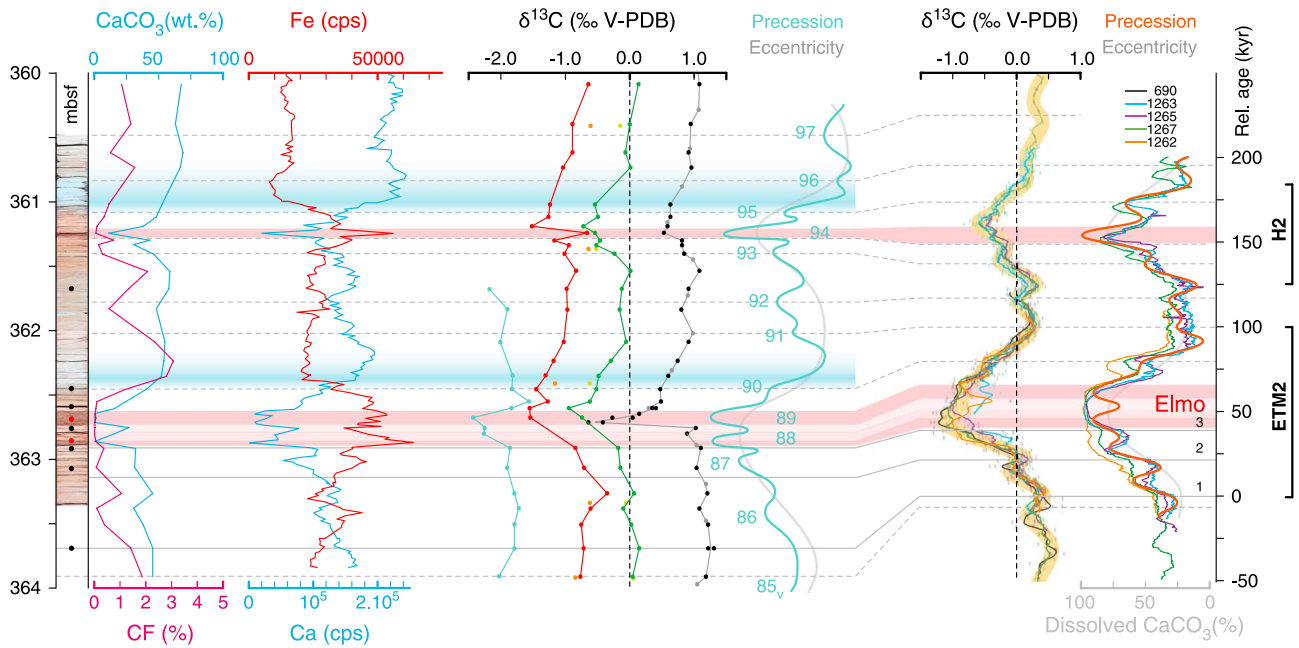 CaCO₃(wt.%)
0 50 100
Fe (cps)
0 50000
δ¹³C (‰ V-PDB)
-2.0 -1.0 0.0 1.0
Precession
Eccentricity
δ¹³C (‰ V-PDB)
-1.0 0.0 1.0
Precession
Eccentricity
mbsf
360
361
362
363
364
97
96
95
94
93
92
91
90
89
88
87
86
85v
690
1263
1265
1267
1262
Rel. age (kyr)
200
150
100
50
0
-50
H2
ETM2
Elmo
3
2
1
0 1 2 3 4 5
CF (%)
0 10⁵ 2.10⁵
Ca (cps)
100 50 0
Dissolved CaCO₃(%)